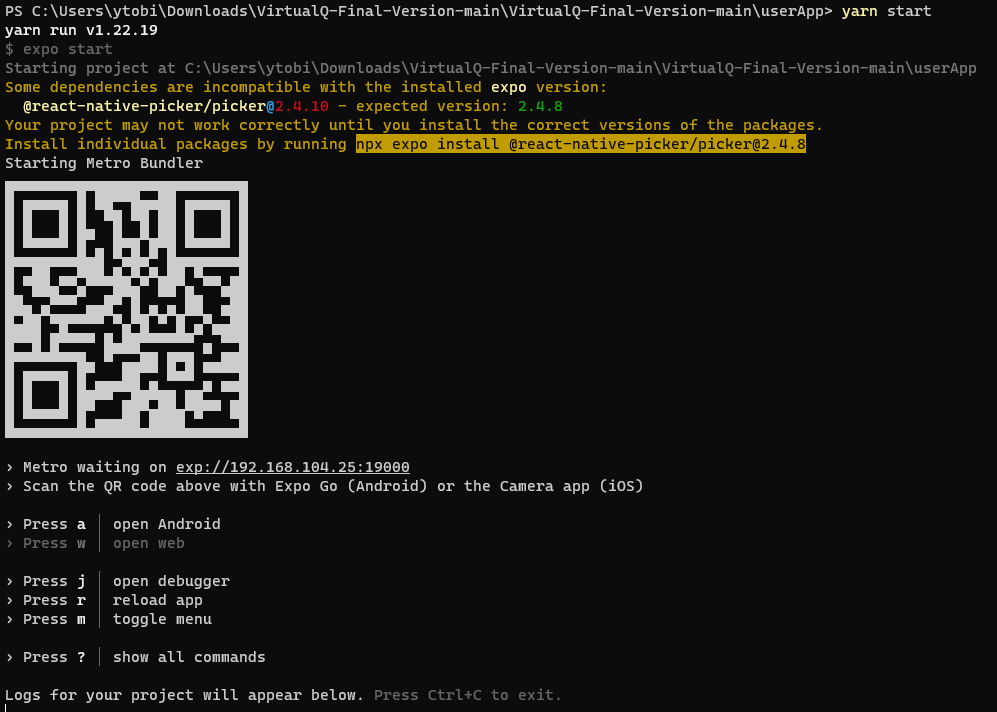 PS C:\Users\ytobi\Downloads\VirtualQ-Final-Version-main\VirtualQ-Final-Version-main\userApp> yarn start
yarn run v1.22.19
$ expo start
Starting project at C:\Users\ytobi\Downloads\VirtualQ-Final-Version-main\VirtualQ-Final-Version-main\userApp
Some dependencies are incompatible with the installed expo version:
  @react-native-picker/picker@2.4.10 - expected version: 2.4.8
Your project may not work correctly until you install the correct versions of the packages.
Install individual packages by running npx expo install @react-native-picker/picker@2.4.8
Starting Metro Bundler
› Metro waiting on exp://192.168.104.25:19000
› Scan the QR code above with Expo Go (Android) or the Camera app (iOS)
› Press a │ open Android
› Press w │ open web
› Press j │ open debugger
› Press r │ reload app
› Press m │ toggle menu
› Press ? │ show all commands
Logs for your project will appear below. Press Ctrl+C to exit.